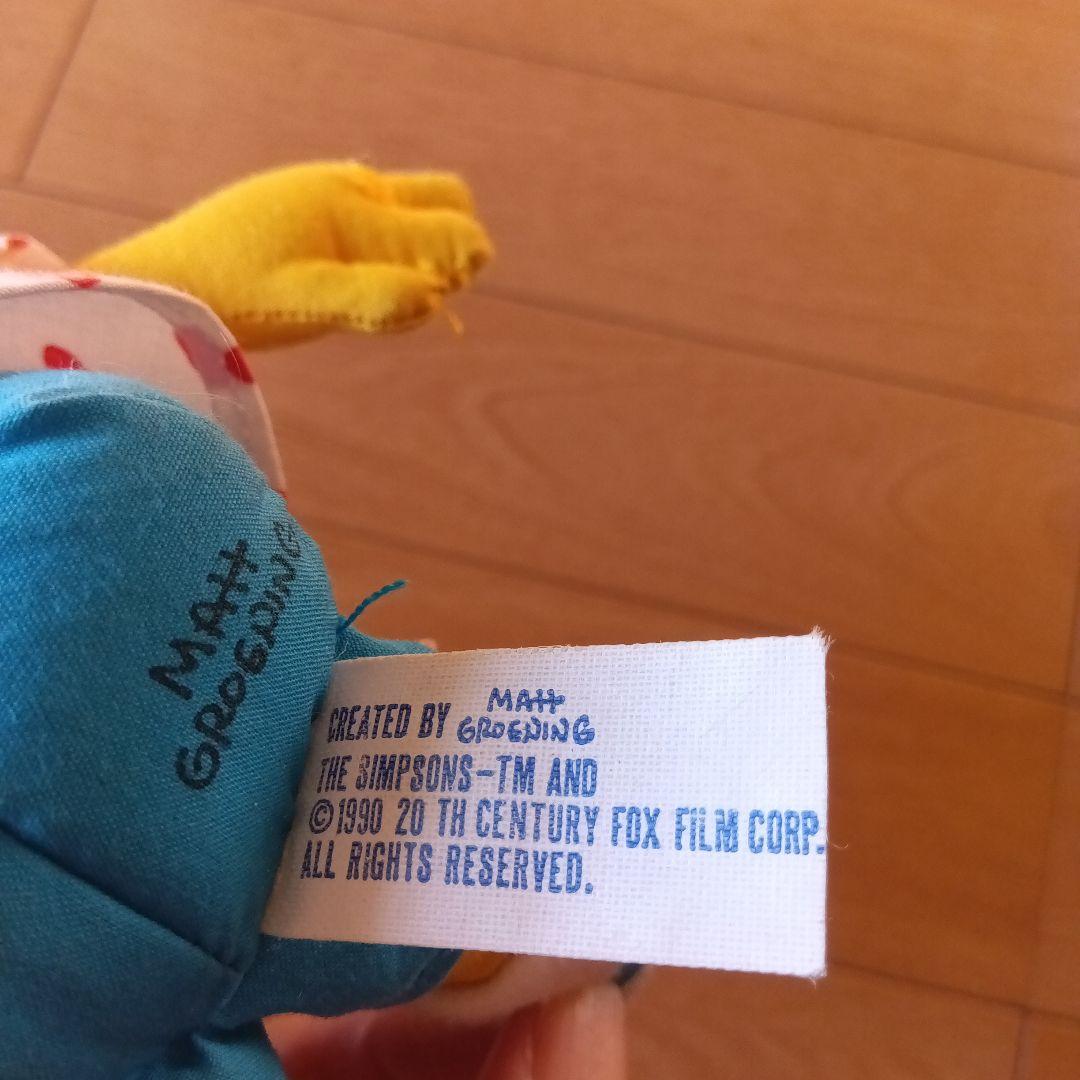 MATT
GROENING
CREATED BY MATT GROENING
THE SIMPSONS-TM AND
©1990 20 TH CENTURY FOX FILM CORP.
ALL RIGHTS RESERVED.